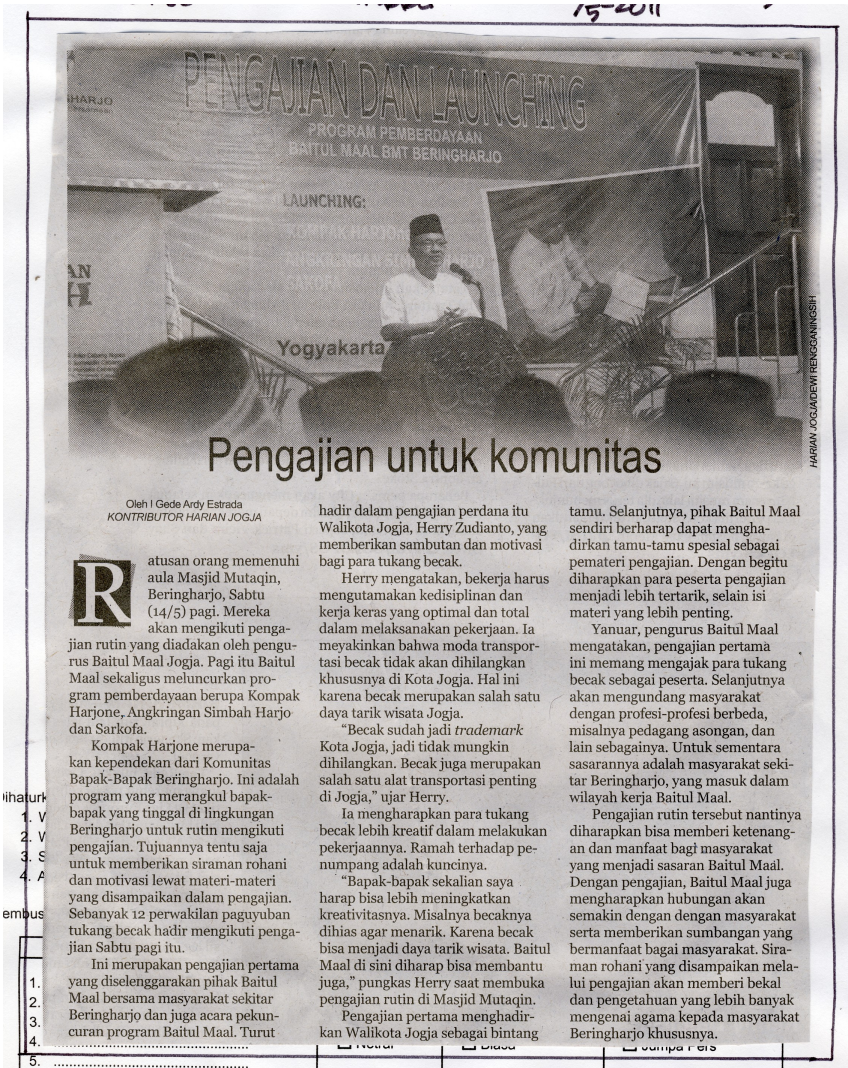 15-2011
HARJO
PENGAJIAN DAN LAUNCHING
PROGRAM PEMBERDAYAAN
BAITUL MAAL BMT BERINGHARJO
LAUNCHING:
KOMPAK HARJO
ANGKRINGAN
Yogyakarta
AN
H
HARIAN JOGJA/DEWI RENGGANINGSIH
Pengajian untuk komunitas
Oleh I Gede Ardy Estrada
KONTRIBUTOR HARIAN JOGJA
Ratusan orang memenuhi
aula Masjid Mutaqin,
Beringharjo, Sabtu
(14/5) pagi. Mereka
akan mengikuti penga-
jian rutin yang diadakan oleh pengu-
rus Baitul Maal Jogja. Pagi itu Baitul
Maal sekaligus meluncurkan pro-
gram pemberdayaan berupa Kompak
Harjone, Angkringan Simbah Harjo
dan Sarkofa.
Kompak Harjone merupa-
kan kependekan dari Komunitas
Bapak-Bapak Beringharjo. Ini adalah
program yang merangkul bapak-
bapak yang tinggal di lingkungan
Beringharjo untuk rutin mengikuti
pengajian. Tujuannya tentu saja
untuk memberikan siraman rohani
dan motivasi lewat materi-materi
yang disampaikan dalam pengajian.
Sebanyak 12 perwakilan paguyuban
tukang becak hadir mengikuti penga-
jian Sabtu pagi itu.
Ini merupakan pengajian pertama
yang diselenggarakan pihak Baitul
Maal bersama masyarakat sekitar
Beringharjo dan juga acara pekun-
curan program Baitul Maal. Turut
hadir dalam pengajian perdana itu
Walikota Jogja, Herry Zudianto, yang
memberikan sambutan dan motivasi
bagi para tukang becak.
Herry mengatakan, bekerja harus
mengutamakan kedisiplinan dan
kerja keras yang optimal dan total
dalam melaksanakan pekerjaan. Ia
meyakinkan bahwa moda transpor-
tasi becak tidak akan dihilangkan
khususnya di Kota Jogja. Hal ini
karena becak merupakan salah satu
daya tarik wisata Jogja.
“Becak sudah jadi trademark
Kota Jogja, jadi tidak mungkin
dihilangkan. Becak juga merupakan
salah satu alat transportasi penting
di Jogja,” ujar Herry.
Ia mengharapkan para tukang
becak lebih kreatif dalam melakukan
pekerjaannya. Ramah terhadap pe-
numpang adalah kuncinya.
“Bapak-bapak sekalian saya
harap bisa lebih meningkatkan
kreativitasnya. Misalnya becaknya
dihias agar menarik. Karena becak
bisa menjadi daya tarik wisata. Baitul
Maal di sini diharap bisa membantu
juga,” pungkas Herry saat membuka
pengajian rutin di Masjid Mutaqin.
Pengajian pertama menghadir-
kan Walikota Jogja sebagai bintang
tamu. Selanjutnya, pihak Baitul Maal
sendiri berharap dapat mengha-
dirkan tamu-tamu spesial sebagai
pemateri pengajian. Dengan begitu
diharapkan para peserta pengajian
menjadi lebih tertarik, selain isi
materi yang lebih penting.
Yanuar, pengurus Baitul Maal
mengatakan, pengajian pertama
ini memang mengajak para tukang
becak sebagai peserta. Selanjutnya
akan mengundang masyarakat
dengan profesi-profesi berbeda,
misalnya pedagang asongan, dan
lain sebagainya. Untuk sementara
sasarannya adalah masyarakat seki-
tar Beringharjo, yang masuk dalam
wilayah kerja Baitul Maal.
Pengajian rutin tersebut nantinya
diharapkan bisa memberi ketenang-
an dan manfaat bagi masyarakat
yang menjadi sasaran Baitul Maal.
Dengan pengajian, Baitul Maal juga
mengharapkan hubungan akan
semakin dengan dengan masyarakat
serta memberikan sumbangan yang
bermanfaat bagai masyarakat. Sira-
man rohani yang disampaikan mela-
lui pengajian akan memberi bekal
dan pengetahuan yang lebih banyak
mengenai agama kepada masyarakat
Beringharjo khususnya.
1. W
2. W
3. S
4. A
1.
2.
3.
4.
5.
Netral
Biasa
Jumpa Pers